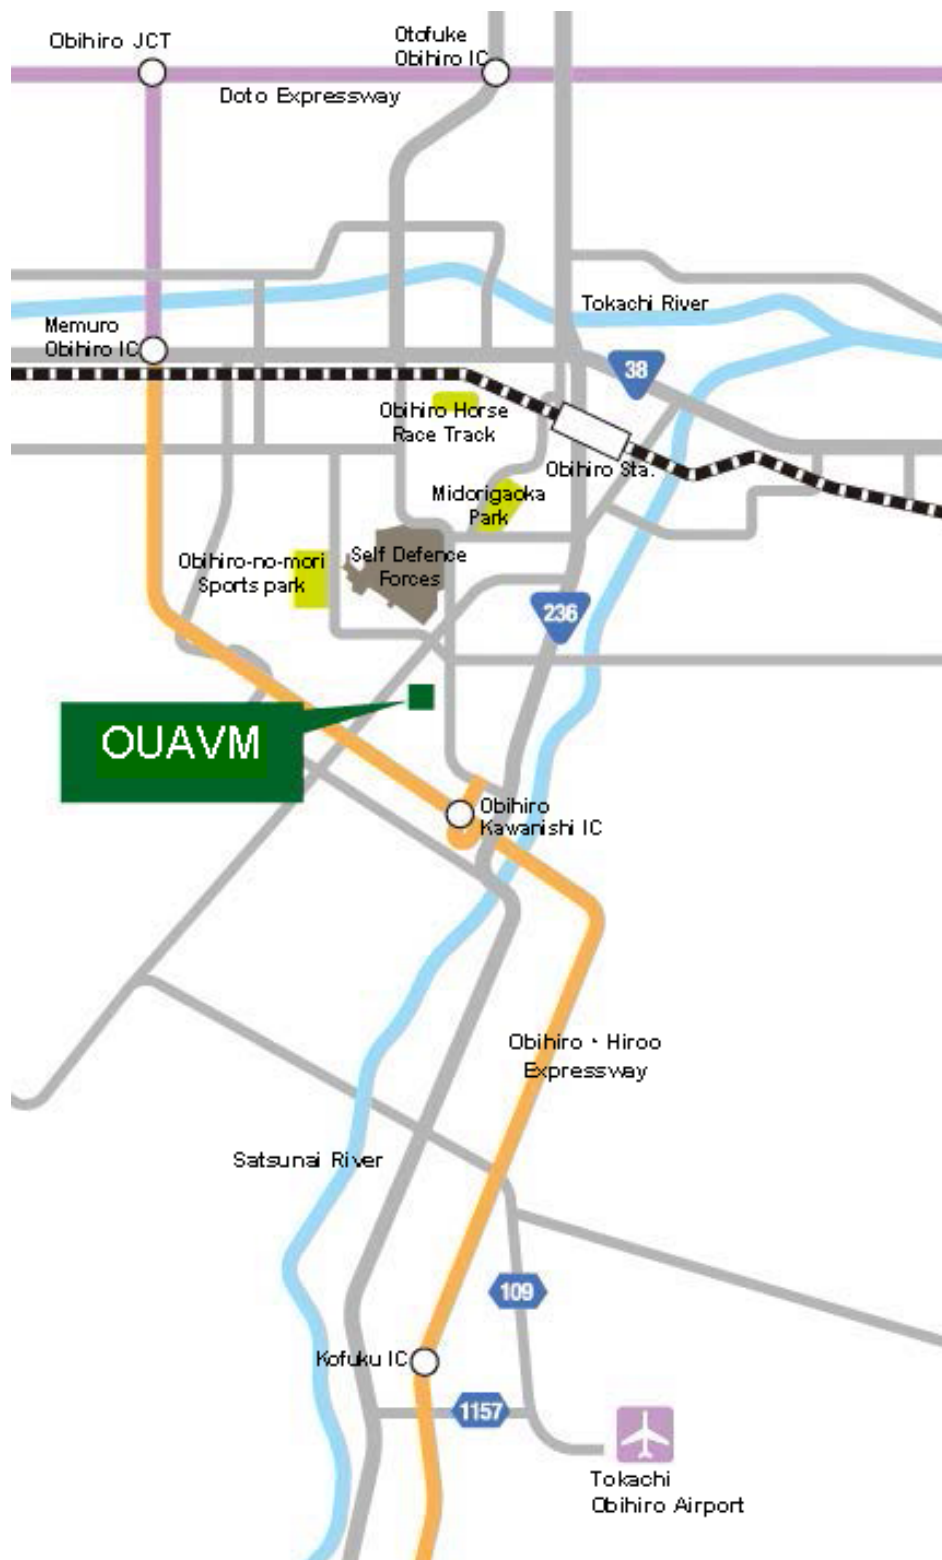 Obihiro JCT
Otofuke
Obihiro IC
Doto Expressway
Tokachi River
Memuro
Obihiro IC
38
Obihiro Horse
Race Track
Obihiro Sta.
Midorigaoka
Park
Self Defence
Forces
Obihiro-no-mori
Sports park
236
OUAVM
Obihiro
Kawanishi IC
Obihiro・Hiroo
Expressway
Satsunai River
109
Kofuku IC
1157
Tokachi
Obihiro Airport